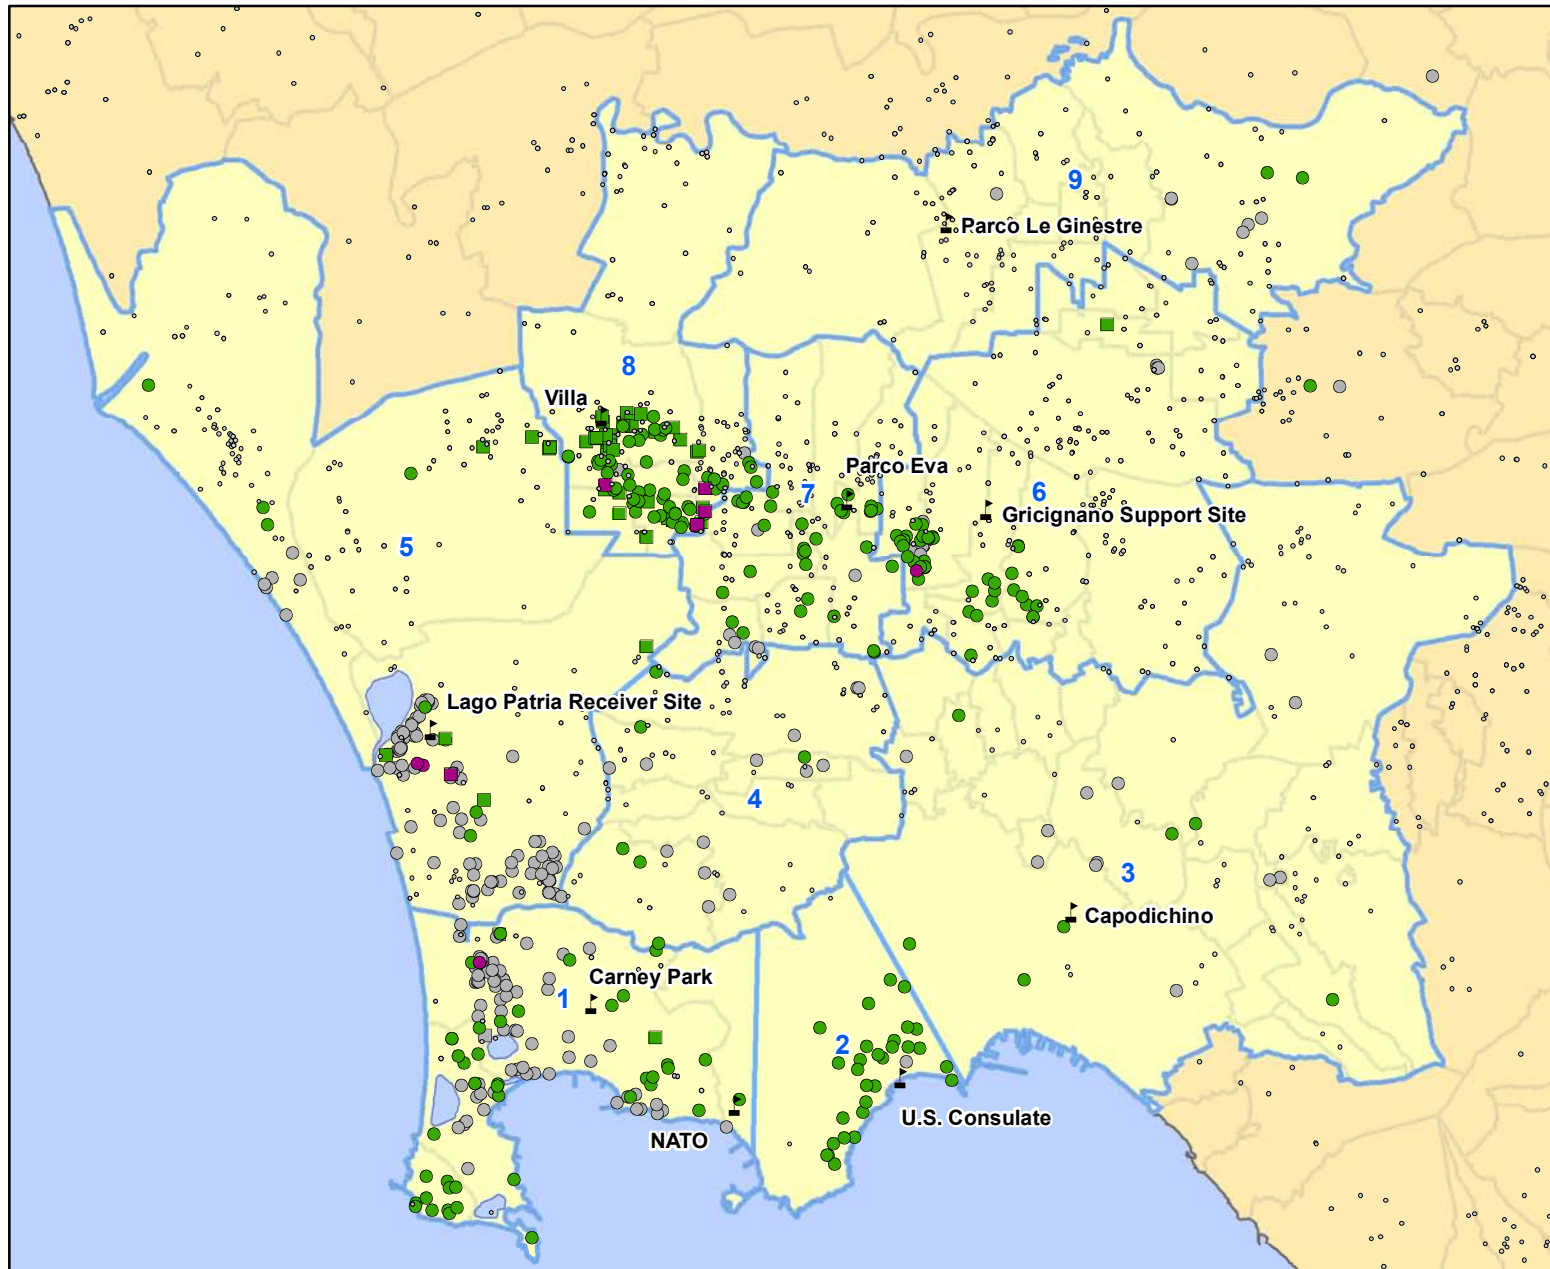 9
Parco Le Ginestre
8
Villa
Parco Eva
7
6
Gricignano Support Site
5
Lago Patria Receiver Site
4
3
Capodichino
Carney Park
1
2
U.S. Consulate
NATO